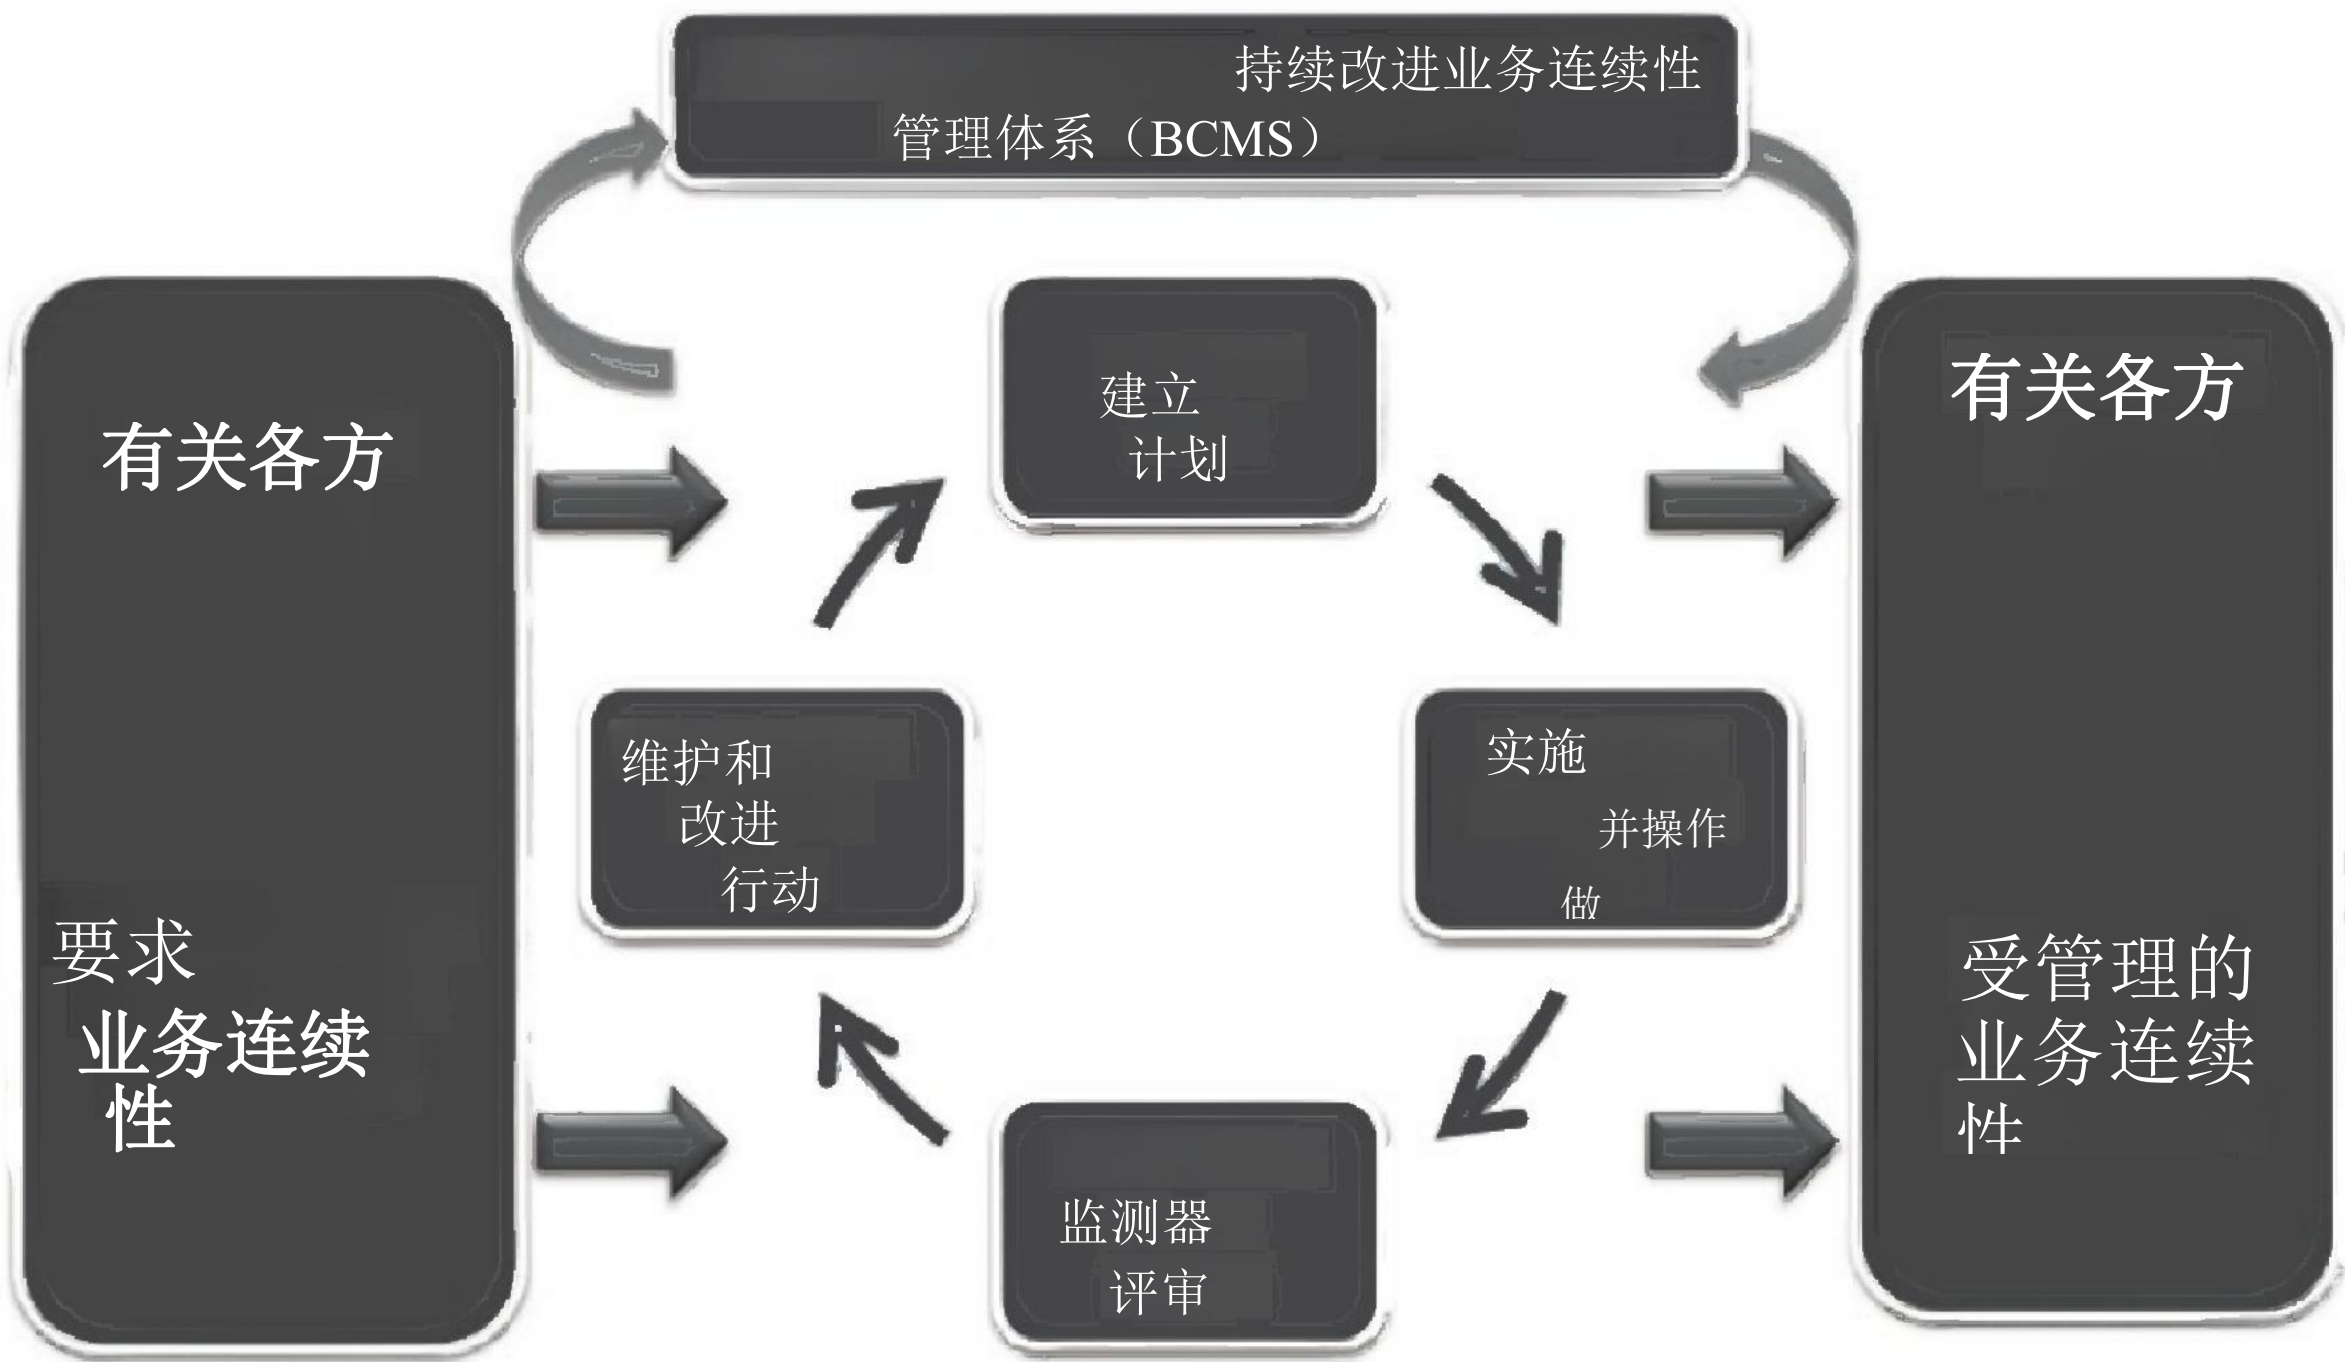 持续改进业务连续性
管理体系（BCMS）
有关各方
要求
业务连续
性
建立
计划
实施
并操作
做
监测器
评审
维护和
改进
行动
有关各方
受管理的
业务连续
性